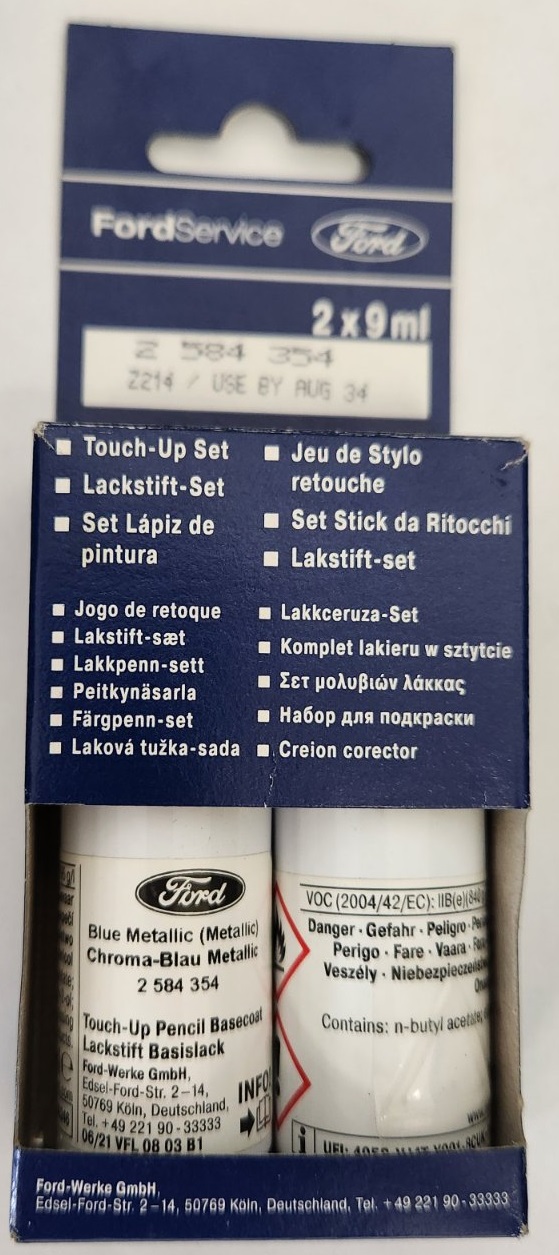 FordService Ford
2 x 9 ml
2 584 354
Z214 / USE BY AUG 34
Touch-Up Set
Lackstift-Set
Set Lápiz de
pintura
Jeu de Stylo
retouche
Set Stick da Ritocchi
Lakstift-set
Jogo de retoque
Lakstift-sæt
Lakkpenn-sett
Peitkynäsarla
Färgpenn-set
Laková tužka-sada
Lakkceruza-Set
Komplet lakieru w sztytcie
Σετ μολυβιών λάκκας
Набор для подкраски
Creion corector
Ford
Blue Metallic (Metallic)
Chroma-Blau Metallic
2 584 354
Touch-Up Pencil Basecoat
Lackstift Basislack
Ford-Werke GmbH,
Edsel-Ford-Str. 2–14,
50769 Köln, Deutschland,
Tel. +49 221 90-33333
06/21 VFL 08 03 B1
INFO
VOC (2004/42/EC): IIB(e)(840
Danger · Gefahr · Peligro ·
Perigo · Fare · Vaara ·
Veszély ·
Contains: n-butyl acetate,
www.
i
UFI:
Ford-Werke GmbH,
Edsel-Ford-Str. 2–14, 50769 Köln, Deutschland, Tel. +49 221 90-33333